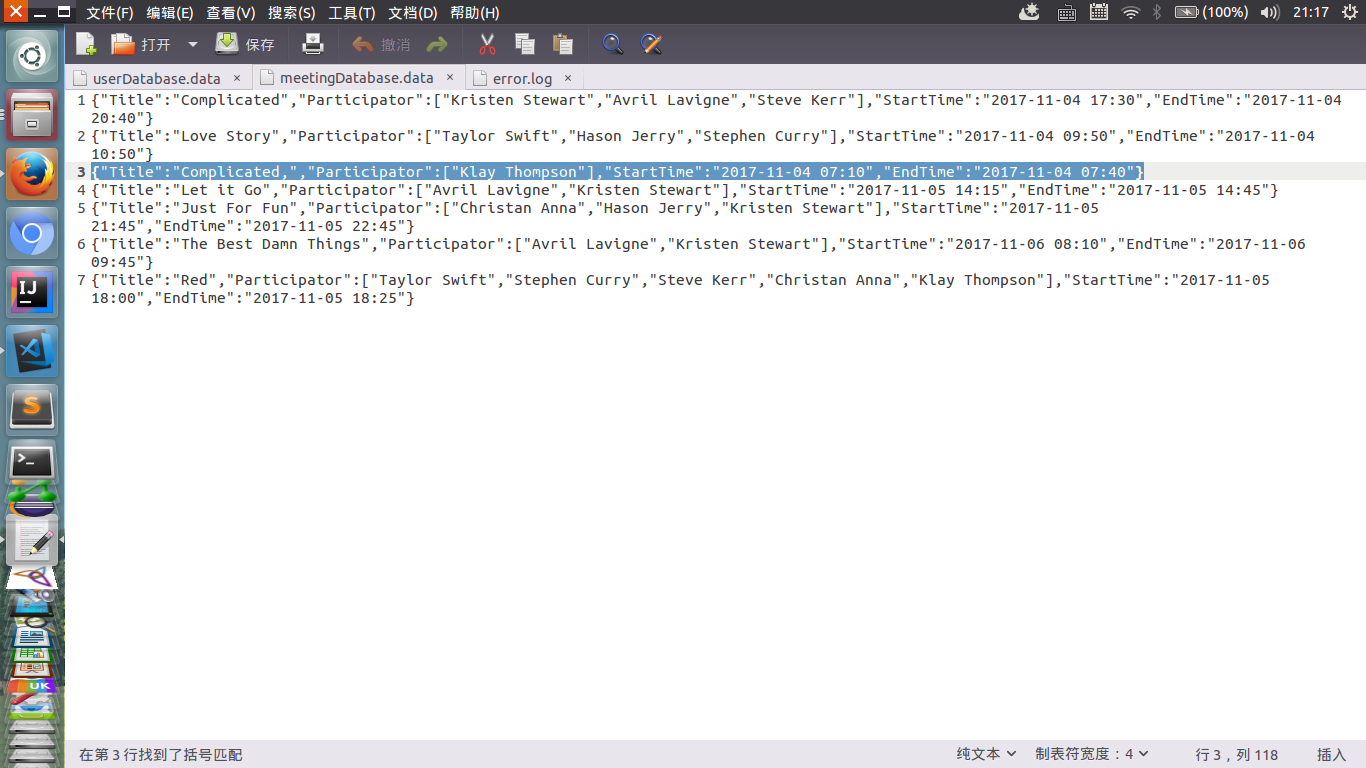 文件(F) 编辑(E) 查看(V) 搜索(S) 工具(T) 文档(D) 帮助(H) (100%) 21:17
打开 保存 撤消
userDatabase.data × meetingDatabase.data × error.log ×
1 {"Title":"Complicated","Participator":["Kristen Stewart","Avril Lavigne","Steve Kerr"],"StartTime":"2017-11-04 17:30","EndTime":"2017-11-04
20:40"}
2 {"Title":"Love Story","Participator":["Taylor Swift","Hason Jerry","Stephen Curry"],"StartTime":"2017-11-04 09:50","EndTime":"2017-11-04
10:50"}
3 {"Title":"Complicated,","Participator":["Klay Thompson"],"StartTime":"2017-11-04 07:10","EndTime":"2017-11-04 07:40"}
4 {"Title":"Let it Go","Participator":["Avril Lavigne","Kristen Stewart"],"StartTime":"2017-11-05 14:15","EndTime":"2017-11-05 14:45"}
5 {"Title":"Just For Fun","Participator":["Christan Anna","Hason Jerry","Kristen Stewart"],"StartTime":"2017-11-05
21:45","EndTime":"2017-11-05 22:45"}
6 {"Title":"The Best Damn Things","Participator":["Avril Lavigne","Kristen Stewart"],"StartTime":"2017-11-06 08:10","EndTime":"2017-11-06
09:45"}
7 {"Title":"Red","Participator":["Taylor Swift","Stephen Curry","Steve Kerr","Christan Anna","Klay Thompson"],"StartTime":"2017-11-05
18:00","EndTime":"2017-11-05 18:25"}
IJ
S
>_
UK
在第 3 行找到了括号匹配 纯文本 制表符宽度：4 行 3，列 118 插入